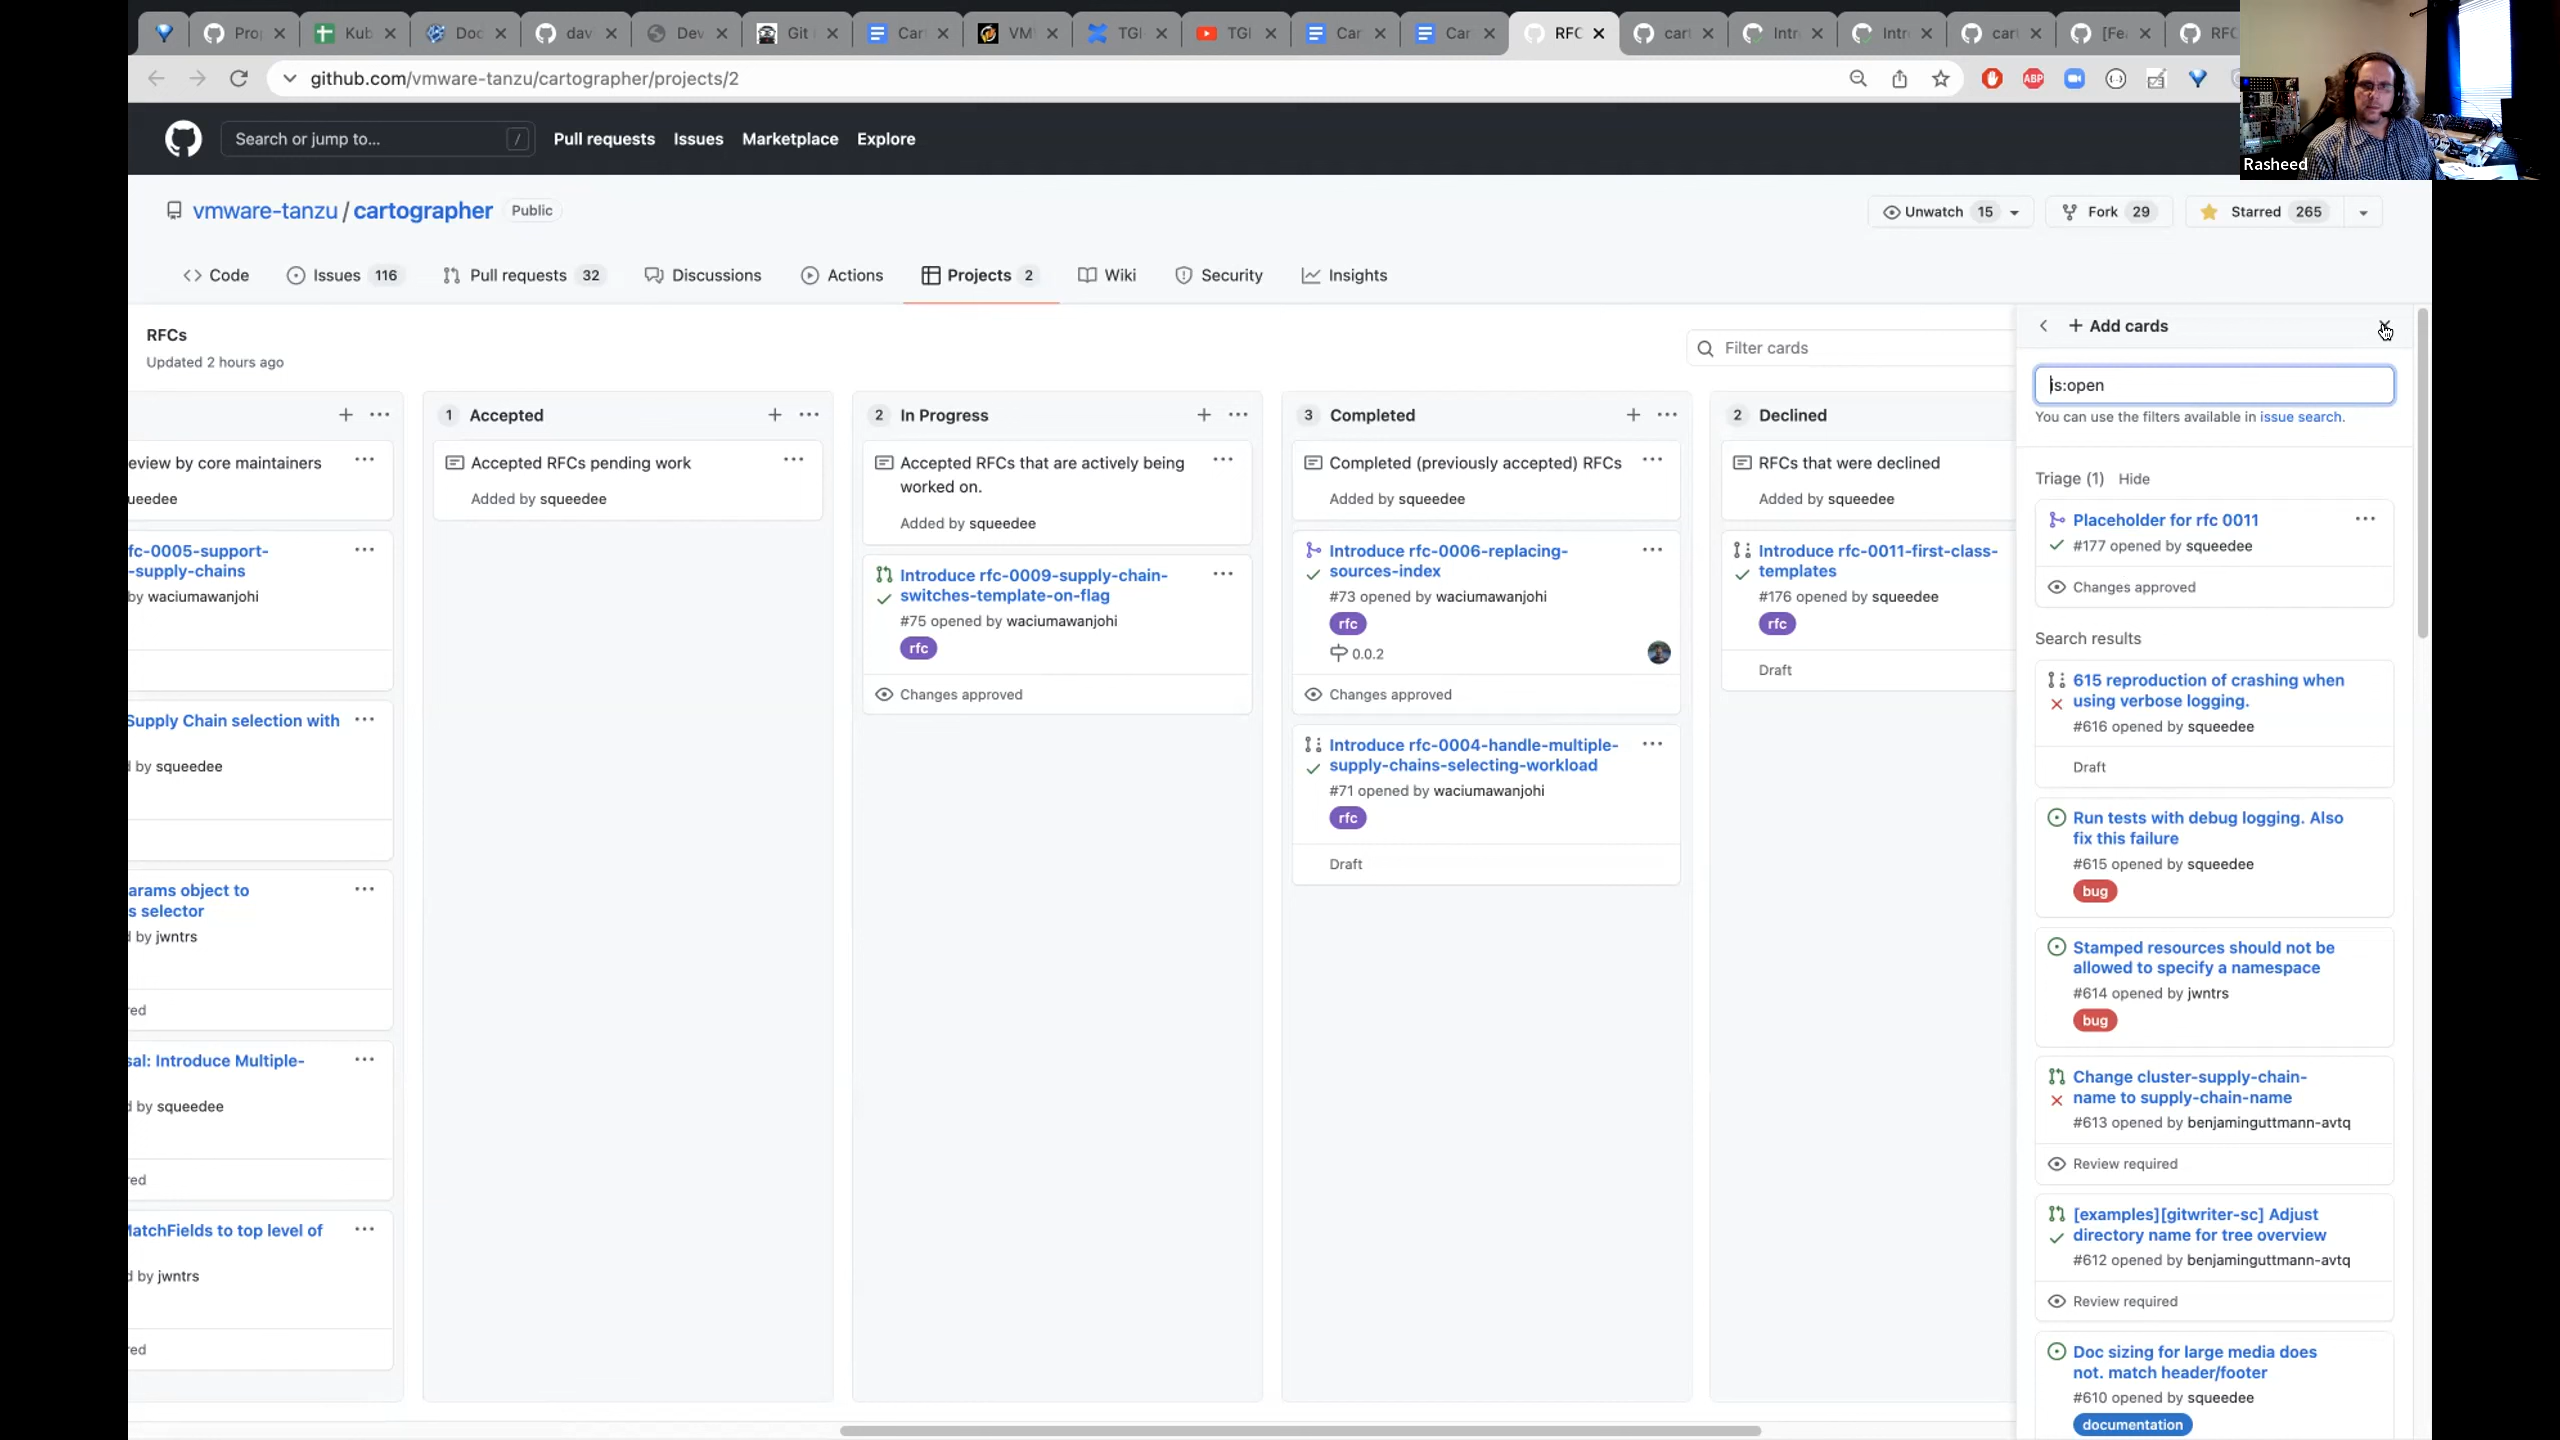 Pro
Kub
Doc
dav
Dev
Git
Car
VM
TGI
TGI
Car
Car
RFC
cart
Intr
Intr
cart
[Fe
RFC
github.com/vmware-tanzu/cartographer/projects/2
ABP
Rasheed
Search or jump to...
/
Pull requests
Issues
Marketplace
Explore
vmware-tanzu / cartographer
Public
Unwatch 15
Fork 29
Starred 265
Code
Issues 116
Pull requests 32
Discussions
Actions
Projects 2
Wiki
Security
Insights
RFCs
Updated 2 hours ago
Filter cards
eview by core maintainers
ueedee
fc-0005-support-
-supply-chains
by waciumawanjohi
Supply Chain selection with
d by squeedee
arams object to
s selector
d by jwntrs
red
sal: Introduce Multiple-
d by squeedee
red
MatchFields to top level of
d by jwntrs
red
1 Accepted
Accepted RFCs pending work
Added by squeedee
2 In Progress
Accepted RFCs that are actively being
worked on.
Added by squeedee
Introduce rfc-0009-supply-chain-
switches-template-on-flag
#75 opened by waciumawanjohi
rfc
Changes approved
3 Completed
Completed (previously accepted) RFCs
Added by squeedee
Introduce rfc-0006-replacing-
sources-index
#73 opened by waciumawanjohi
rfc
0.0.2
Changes approved
Introduce rfc-0004-handle-multiple-
supply-chains-selecting-workload
#71 opened by waciumawanjohi
rfc
Draft
2 Declined
RFCs that were declined
Added by squeedee
Introduce rfc-0011-first-class-
templates
#176 opened by squeedee
rfc
Draft
+ Add cards
is:open
You can use the filters available in issue search.
Triage (1) Hide
Placeholder for rfc 0011
#177 opened by squeedee
Changes approved
Search results
615 reproduction of crashing when
using verbose logging.
#616 opened by squeedee
Draft
Run tests with debug logging. Also
fix this failure
#615 opened by squeedee
bug
Stamped resources should not be
allowed to specify a namespace
#614 opened by jwntrs
bug
Change cluster-supply-chain-
name to supply-chain-name
#613 opened by benjaminguttmann-avtq
Review required
[examples][gitwriter-sc] Adjust
directory name for tree overview
#612 opened by benjaminguttmann-avtq
Review required
Doc sizing for large media does
not. match header/footer
#610 opened by squeedee
documentation